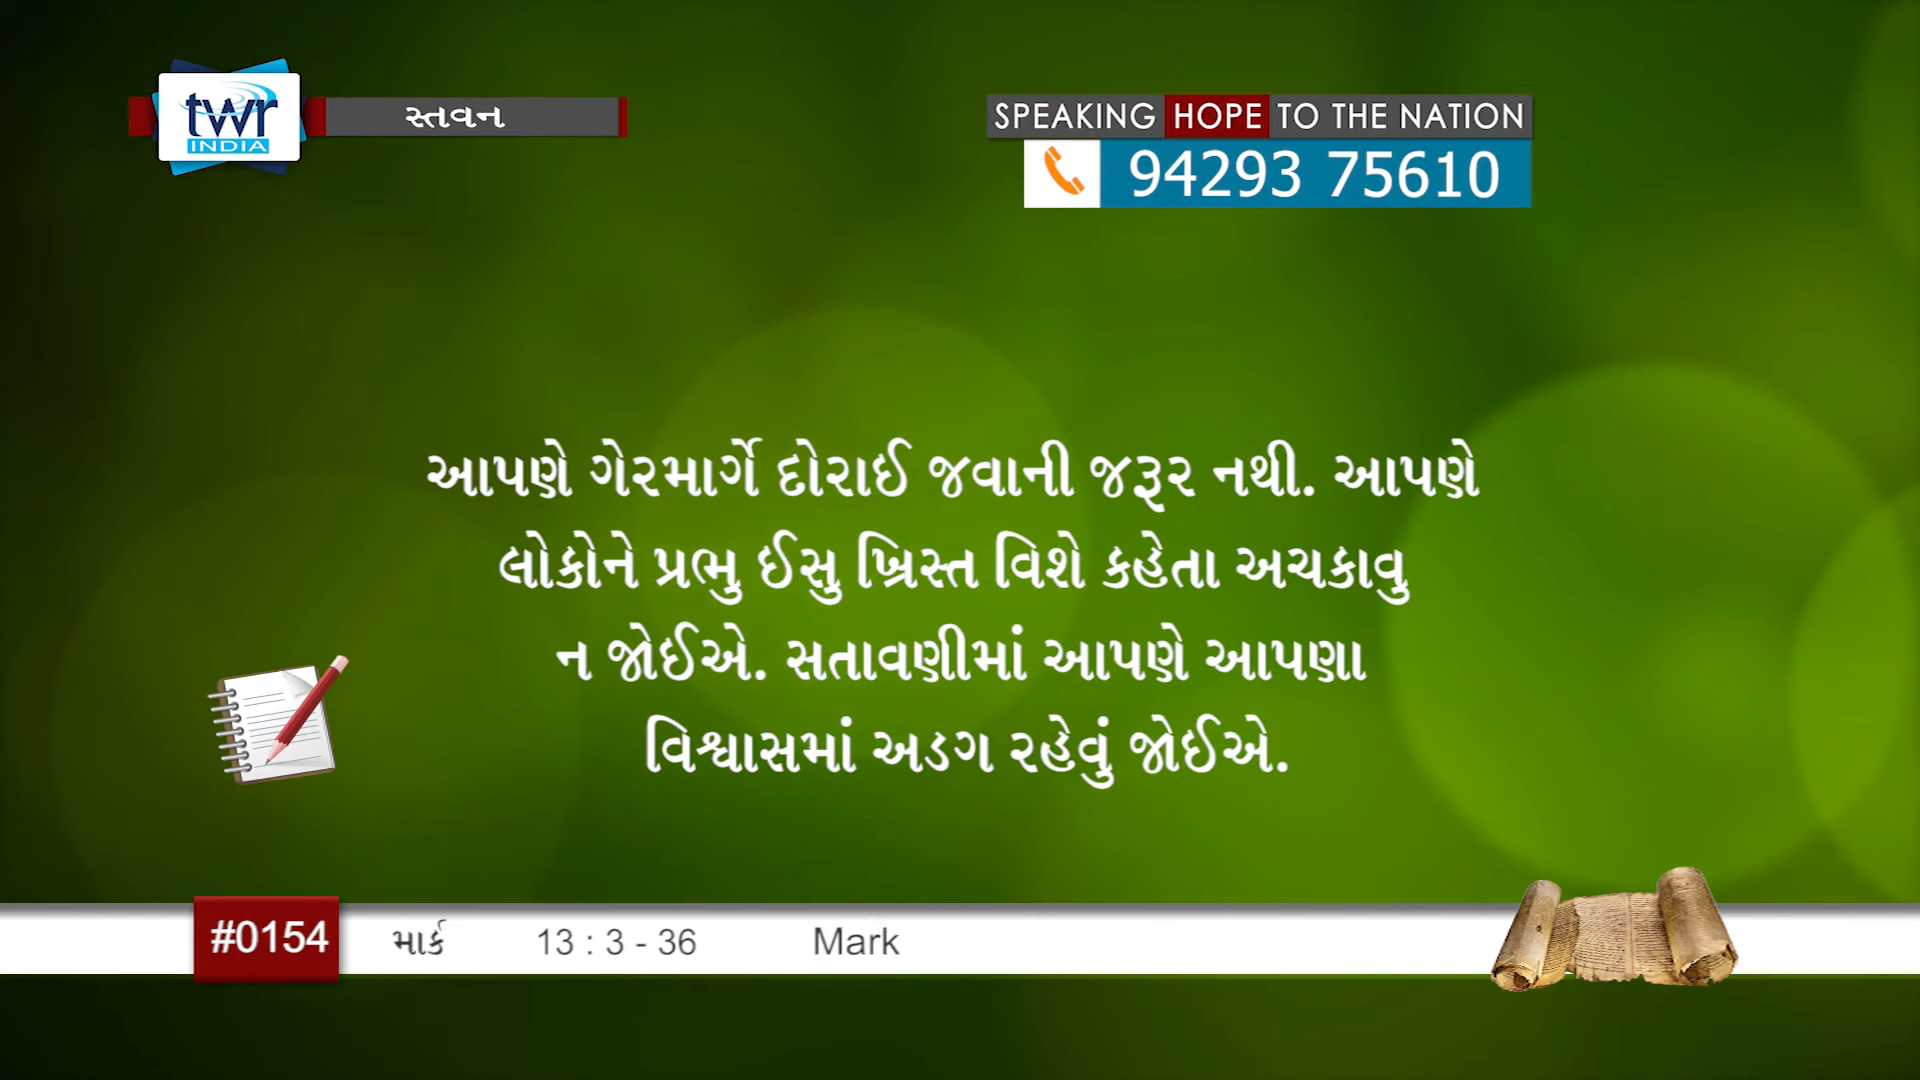 twr
INDIA
સ્તવન
SPEAKING HOPE TO THE NATION
94293 75610
આપણે ગેરમાર્ગે દોરાઈ જવાની જરૂર નથી. આપણે
લોકોને પ્રભુ ઈસુ ખ્રિસ્ત વિશે કહેતા અચકાવુ
ન જોઈએ. સતાવણીમાં આપણે આપણા
વિશ્વાસમાં અડગ રહેવું જોઈએ.
#0154 માર્ક 13 : 3 - 36 Mark